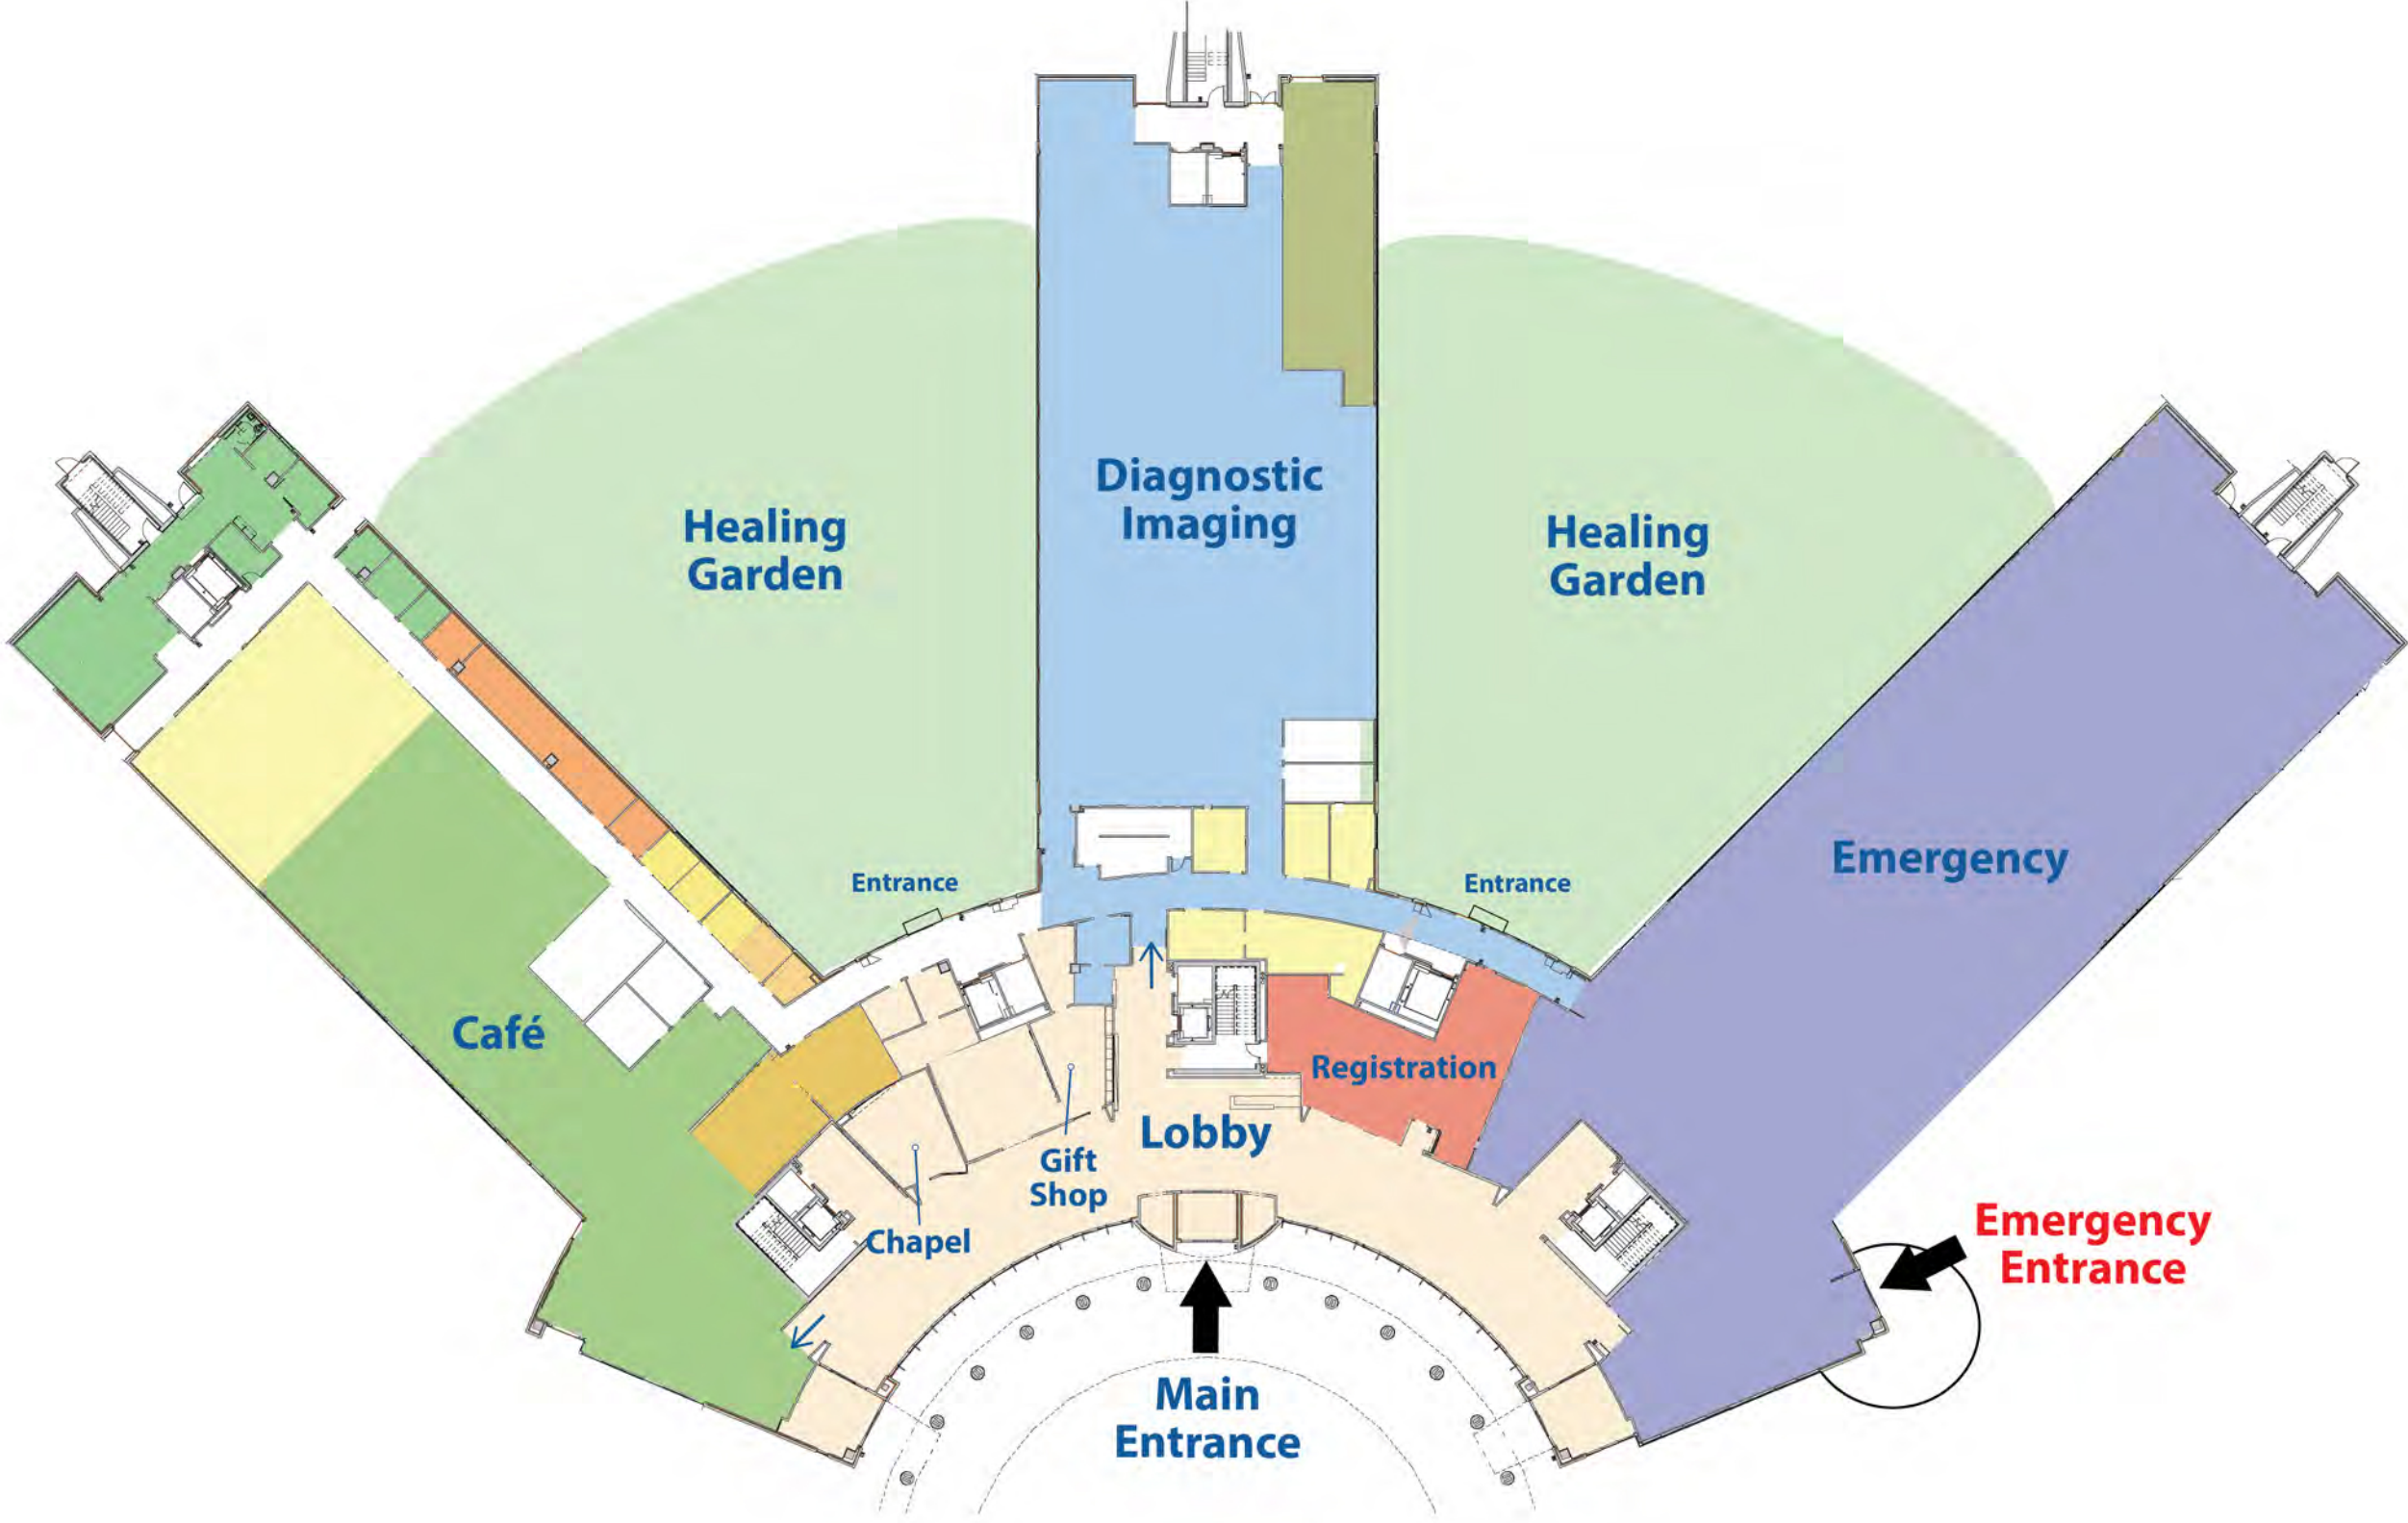 Diagnostic
Imaging
Healing
Garden
Healing
Garden
Emergency
Entrance
Entrance
Café
Registration
Lobby
Gift
Shop
Chapel
Emergency
Entrance
Main
Entrance